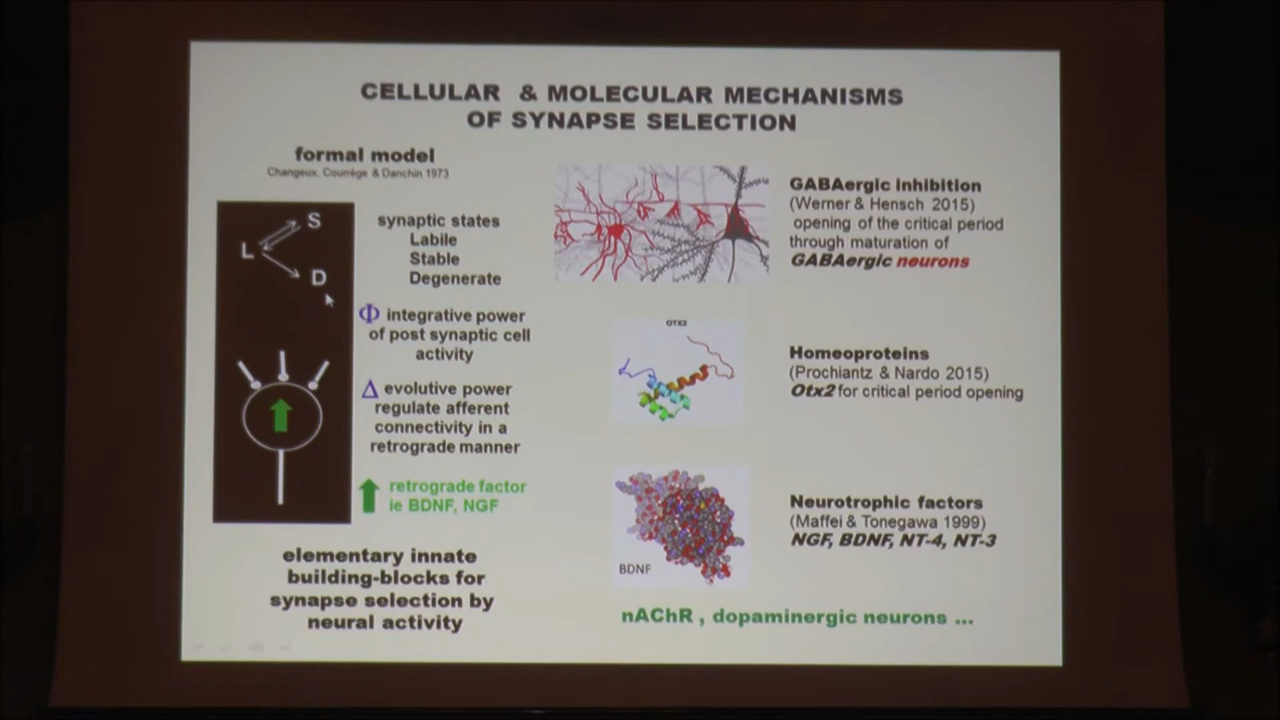 CELLULAR & MOLECULAR MECHANISMS
OF SYNAPSE SELECTION
formal model
Changeux, Courrège & Danchin 1973
S
L
D
synaptic states
Labile
Stable
Degenerate
Φ integrative power
of post synaptic cell
activity
Δ evolutive power
regulate afferent
connectivity in a
retrograde manner
retrograde factor
ie BDNF, NGF
elementary innate
building-blocks for
synapse selection by
neural activity
GABAergic inhibition
(Werner & Hensch 2015)
opening of the critical period
through maturation of
GABAergic neurons
OTX2
Homeoproteins
(Prochiantz & Nardo 2015)
Otx2 for critical period opening
BDNF
Neurotrophic factors
(Maffei & Tonegawa 1999)
NGF, BDNF, NT-4, NT-3
nAChR , dopaminergic neurons ...